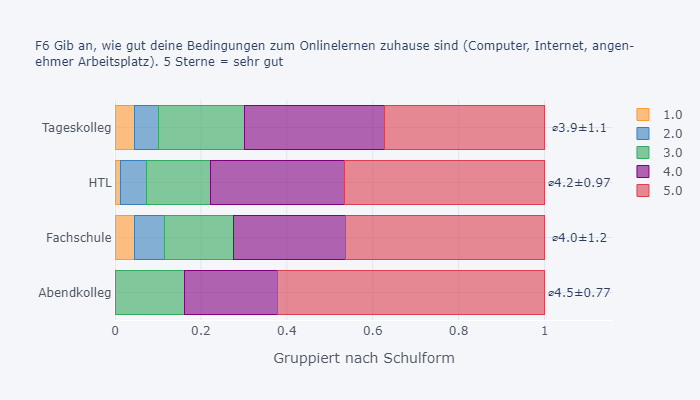 F6 Gib an, wie gut deine Bedingungen zum Onlinelernen zuhause sind (Computer, Internet, angen-
ehmer Arbeitsplatz). 5 Sterne = sehr gut
Tageskolleg
⌀3.9±1.1
HTL
⌀4.2±0.97
Fachschule
⌀4.0±1.2
Abendkolleg
⌀4.5±0.77
0 0.2 0.4 0.6 0.8 1
Gruppiert nach Schulform
1.0
2.0
3.0
4.0
5.0